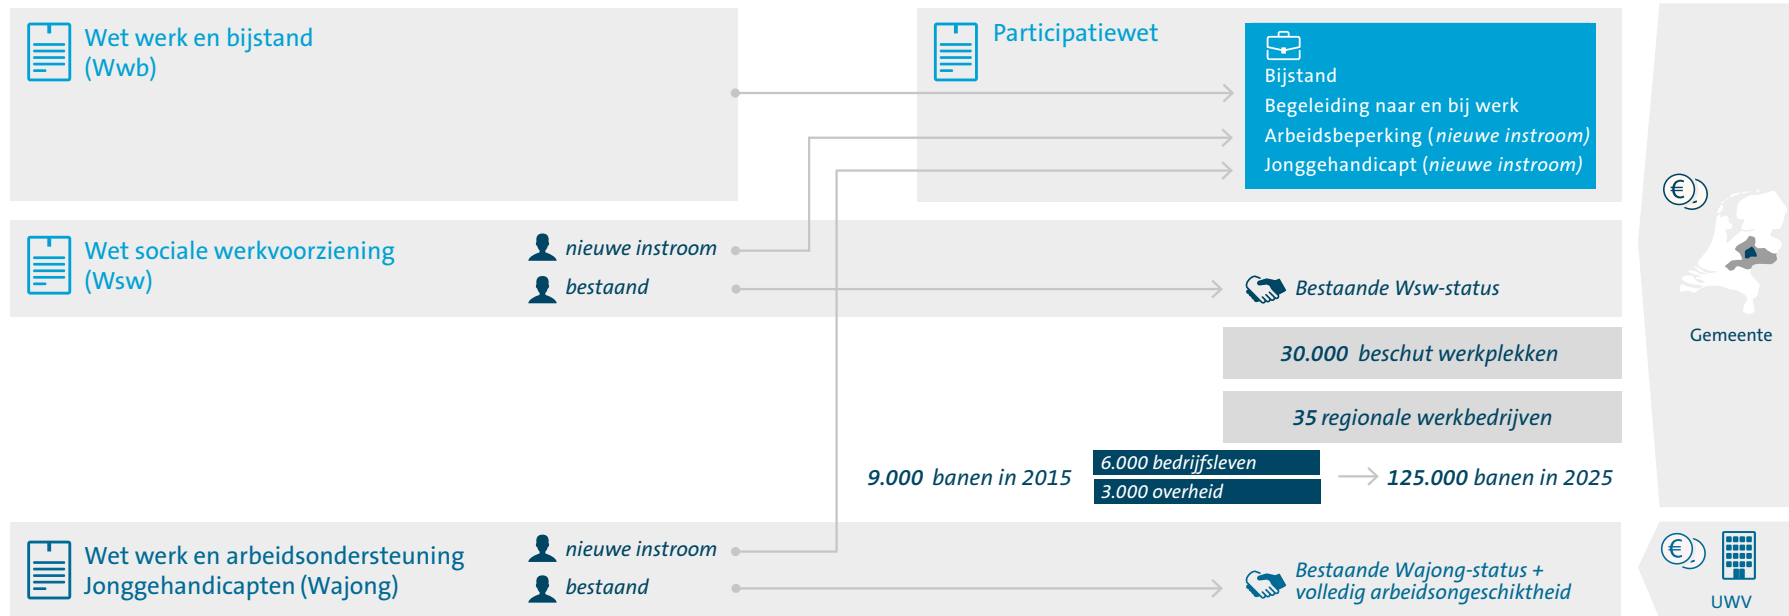 Wet werk en bijstand
(Wwb)
Participatiewet
Bijstand
Begeleiding naar en bij werk
Arbeidsbeperking (nieuwe instroom)
Jonggehandicapt (nieuwe instroom)
Wet sociale werkvoorziening
(Wsw)
nieuwe instroom
bestaand
Bestaande Wsw-status
€
Gemeente
30.000 beschut werkplekken
35 regionale werkbedrijven
9.000 banen in 2015
6.000 bedrijfsleven
3.000 overheid
125.000 banen in 2025
Wet werk en arbeidsondersteuning
Jonggehandicapten (Wajong)
nieuwe instroom
bestaand
Bestaande Wajong-status +
volledig arbeidsongeschiktheid
€
UWV